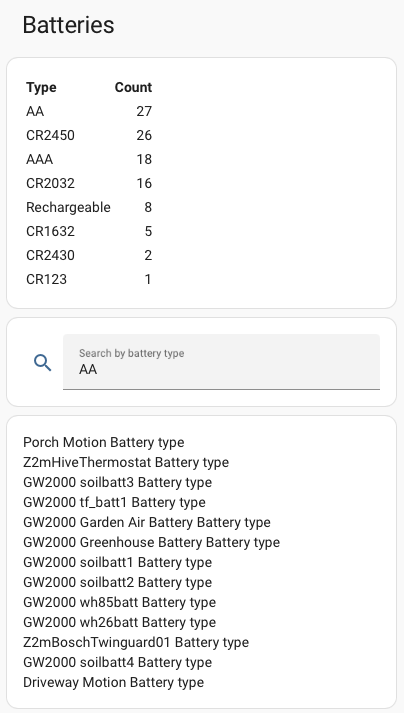 Batteries
Type Count
AA 27
CR2450 26
AAA 18
CR2032 16
Rechargeable 8
CR1632 5
CR2430 2
CR123 1
Search by battery type
AA
Porch Motion Battery type
Z2mHiveThermostat Battery type
GW2000 soilbatt3 Battery type
GW2000 tf_batt1 Battery type
GW2000 Garden Air Battery Battery type
GW2000 Greenhouse Battery Battery type
GW2000 soilbatt1 Battery type
GW2000 soilbatt2 Battery type
GW2000 wh85batt Battery type
GW2000 wh26batt Battery type
Z2mBoschTwinguard01 Battery type
GW2000 soilbatt4 Battery type
Driveway Motion Battery type